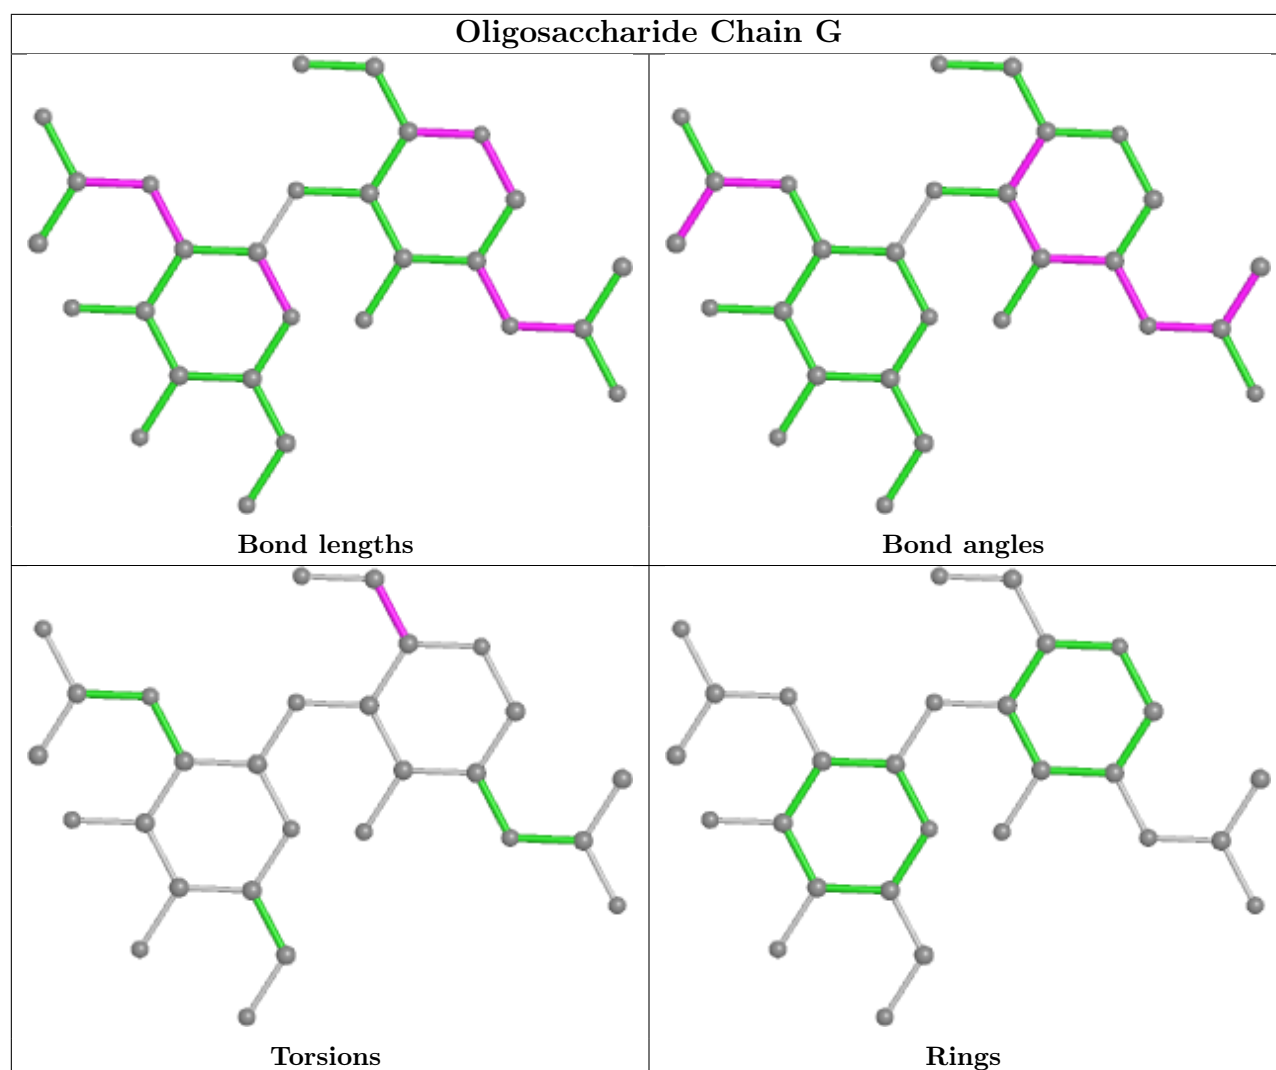 Oligosaccharide Chain G
Bond lengths
Bond angles
Torsions
Rings